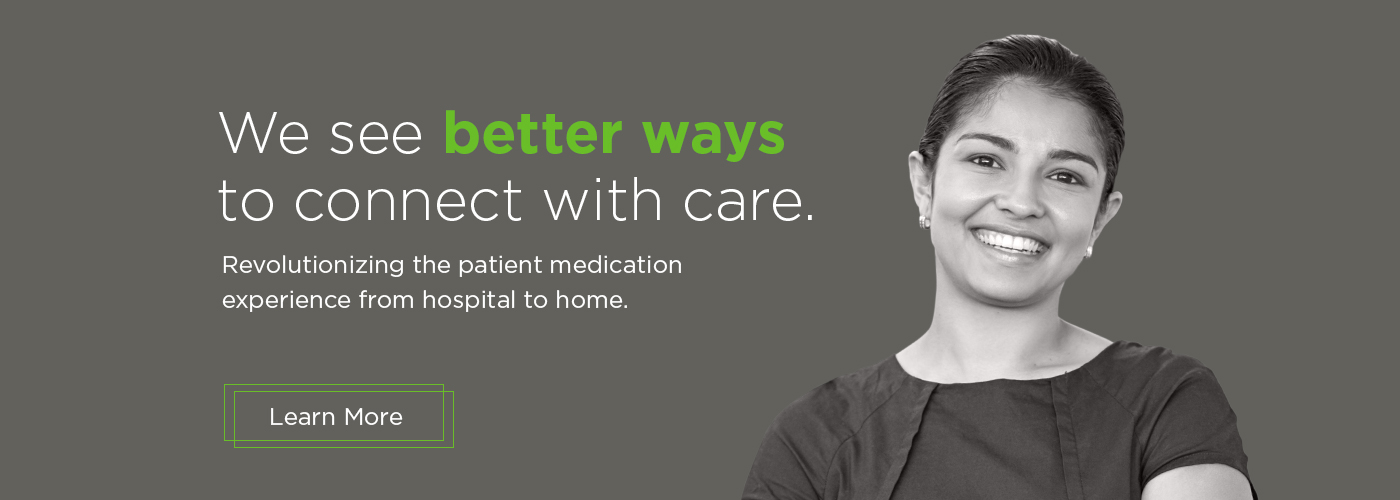 We see better ways
to connect with care.
Revolutionizing the patient medication
experience from hospital to home.
Learn More